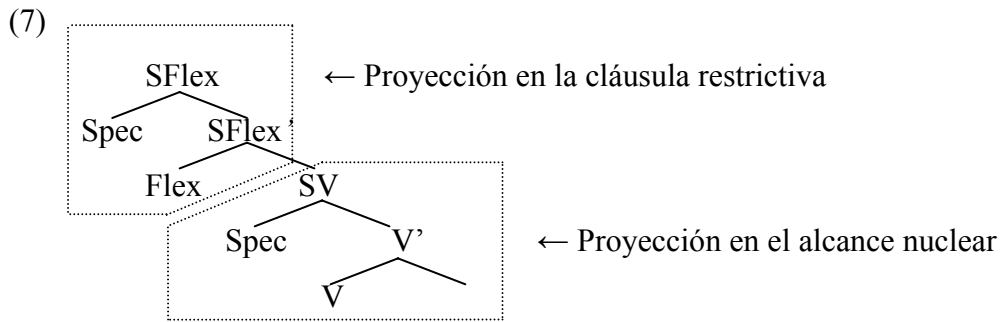 (7)
SFlex ← Proyección en la cláusula restrictiva
Spec SFlex’
Flex SV
Spec V’ ← Proyección en el alcance nuclear
V